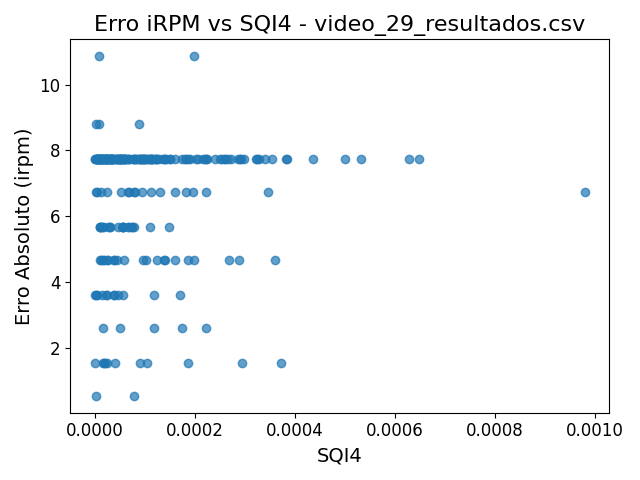 Erro iRPM vs SQI4 - video_29_resultados.csv
Erro Absoluto (irpm)
10
8
6
4
2
0.0000 0.0002 0.0004 0.0006 0.0008 0.0010
SQI4